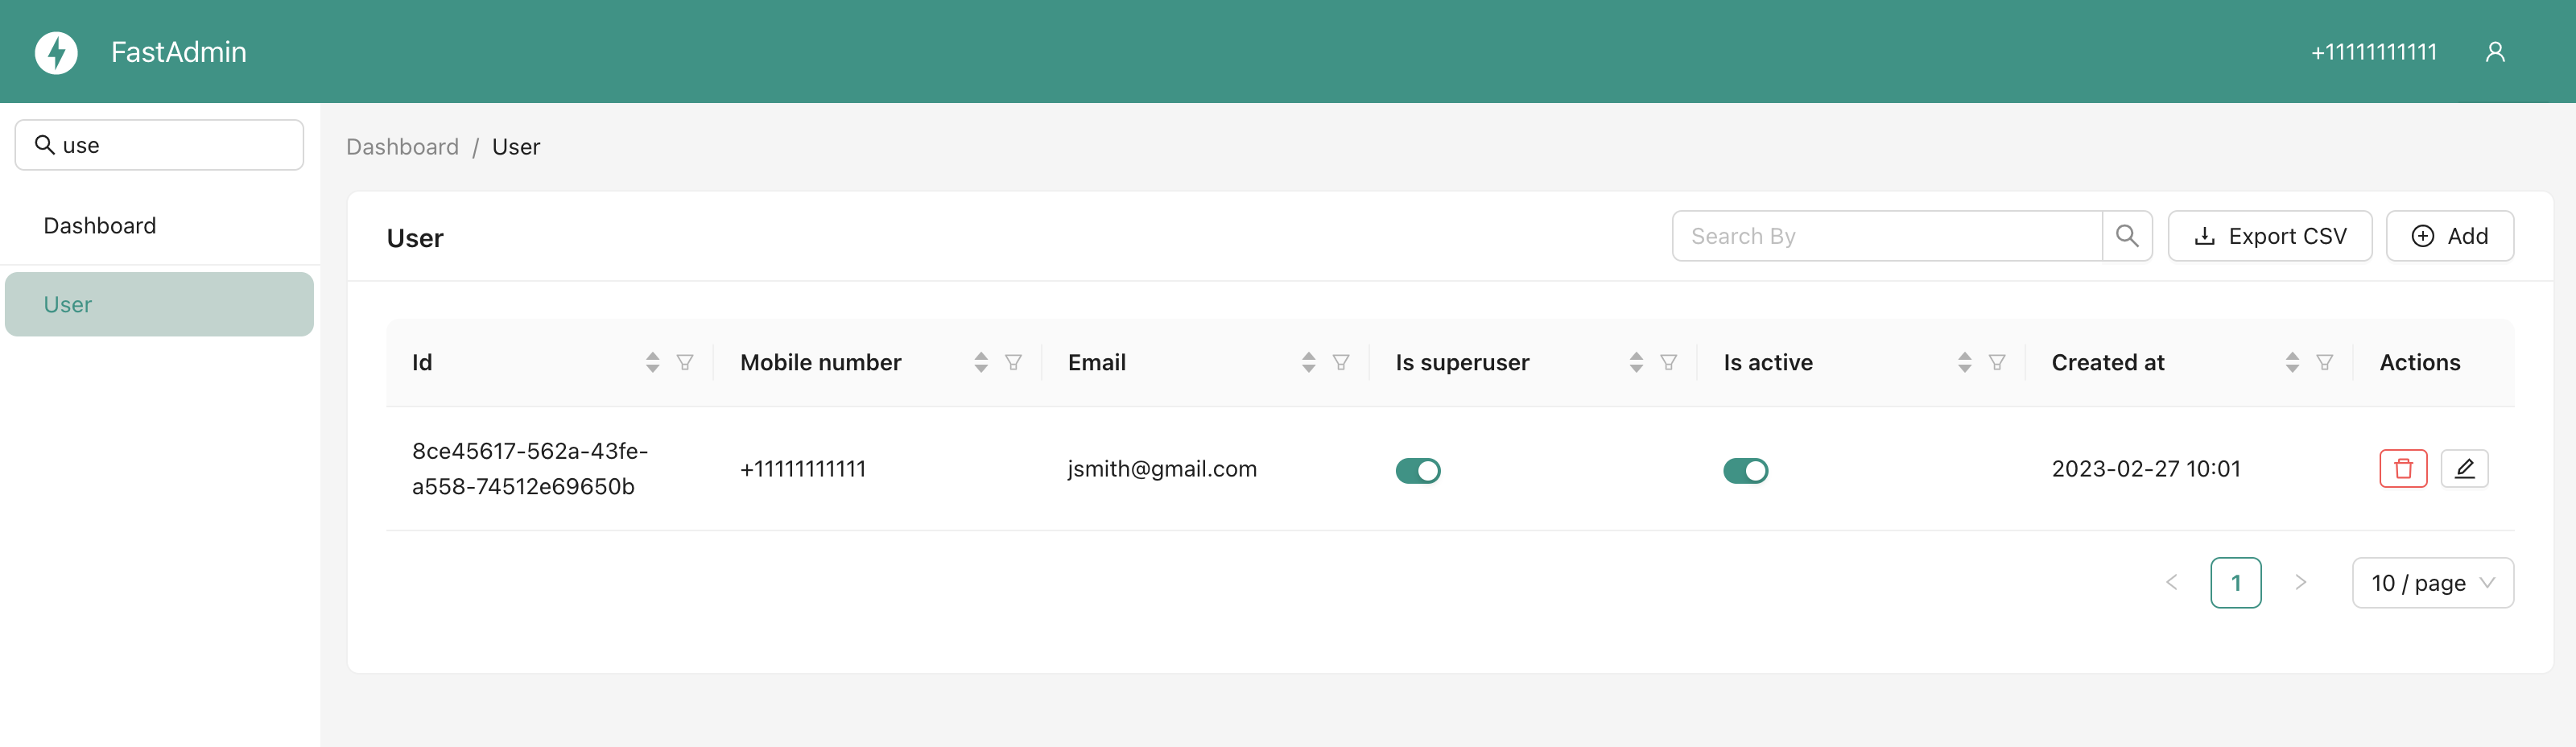 FastAdmin
+11111111111
use
Dashboard
User
Dashboard / User
User
Search By
Export CSV
Add
Id
Mobile number
Email
Is superuser
Is active
Created at
Actions
8ce45617-562a-43fe-
a558-74512e69650b
+11111111111
jsmith@gmail.com
2023-02-27 10:01
1
10 / page